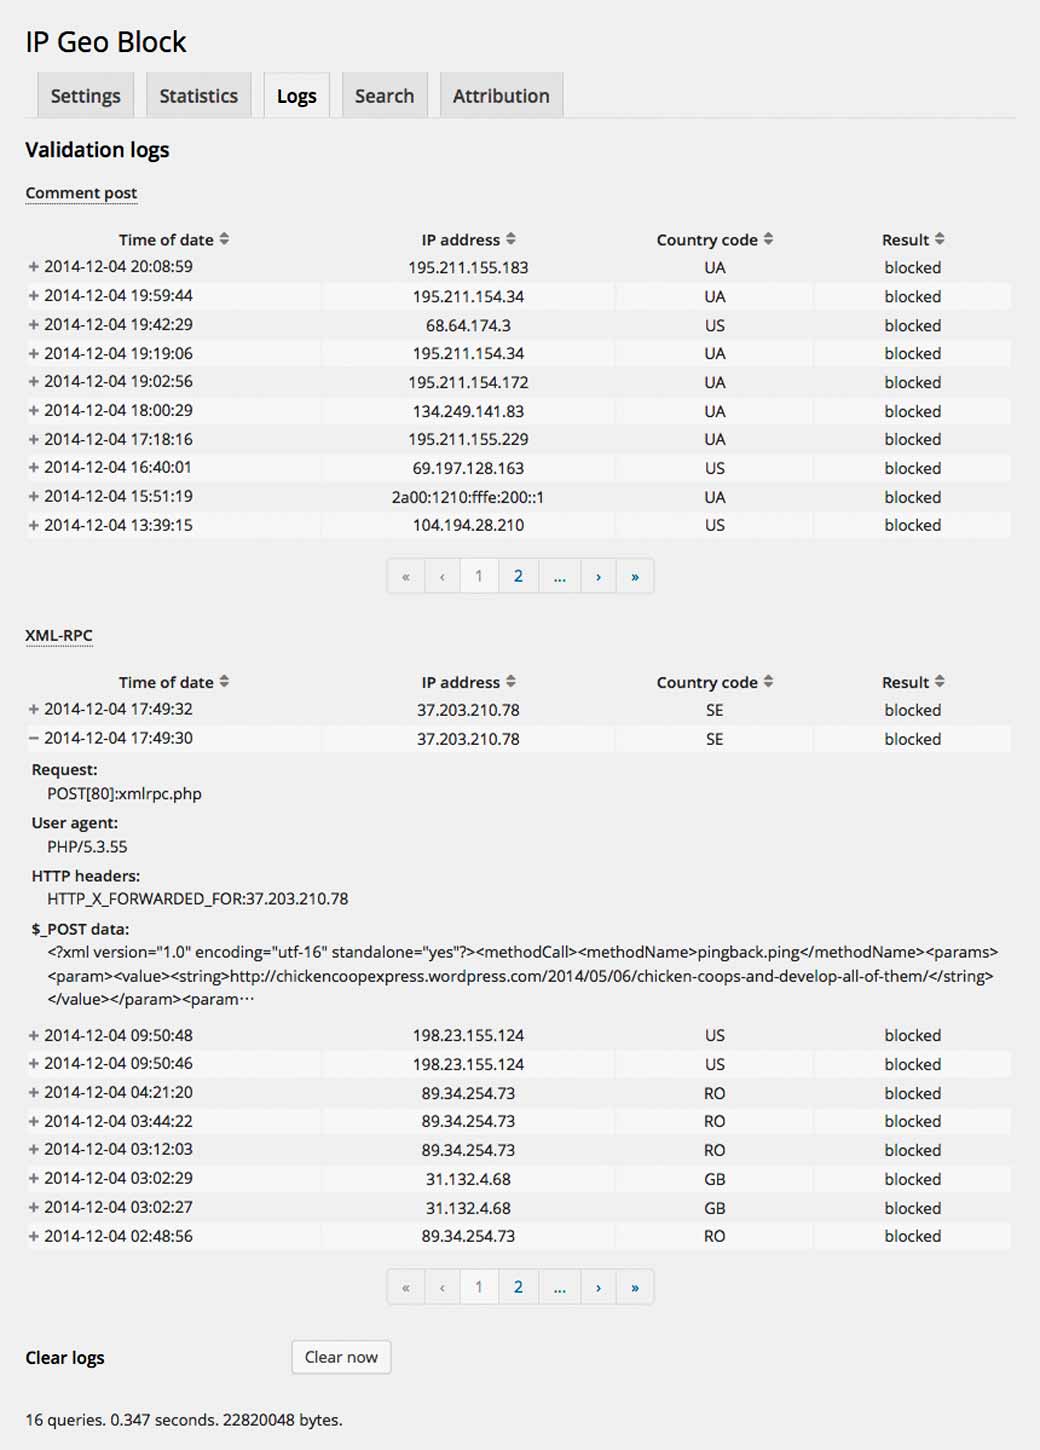 IP Geo Block
Settings Statistics Logs Search Attribution
Validation logs
Comment post
Time of date IP address Country code Result
+ 2014-12-04 20:08:59 195.211.155.183 UA blocked
+ 2014-12-04 19:59:44 195.211.154.34 UA blocked
+ 2014-12-04 19:42:29 68.64.174.3 US blocked
+ 2014-12-04 19:19:06 195.211.154.34 UA blocked
+ 2014-12-04 19:02:56 195.211.154.172 UA blocked
+ 2014-12-04 18:00:29 134.249.141.83 UA blocked
+ 2014-12-04 17:18:16 195.211.155.229 UA blocked
+ 2014-12-04 16:40:01 69.197.128.163 US blocked
+ 2014-12-04 15:51:19 2a00:1210:fffe:200::1 UA blocked
+ 2014-12-04 13:39:15 104.194.28.210 US blocked
« ‹ 1 2 ... › »
XML-RPC
Time of date IP address Country code Result
+ 2014-12-04 17:49:32 37.203.210.78 SE blocked
− 2014-12-04 17:49:30 37.203.210.78 SE blocked
Request:
POST[80]:xmlrpc.php
User agent:
PHP/5.3.55
HTTP headers:
HTTP_X_FORWARDED_FOR:37.203.210.78
$_POST data:
<?xml version="1.0" encoding="utf-16" standalone="yes"?><methodCall><methodName>pingback.ping</methodName><params>
<param><value><string>http://chickencoopexpress.wordpress.com/2014/05/06/chicken-coops-and-develop-all-of-them/</string>
</value></param><param···
+ 2014-12-04 09:50:48 198.23.155.124 US blocked
+ 2014-12-04 09:50:46 198.23.155.124 US blocked
+ 2014-12-04 04:21:20 89.34.254.73 RO blocked
+ 2014-12-04 03:44:22 89.34.254.73 RO blocked
+ 2014-12-04 03:12:03 89.34.254.73 RO blocked
+ 2014-12-04 03:02:29 31.132.4.68 GB blocked
+ 2014-12-04 03:02:27 31.132.4.68 GB blocked
+ 2014-12-04 02:48:56 89.34.254.73 RO blocked
« ‹ 1 2 ... › »
Clear logs Clear now
16 queries. 0.347 seconds. 22820048 bytes.